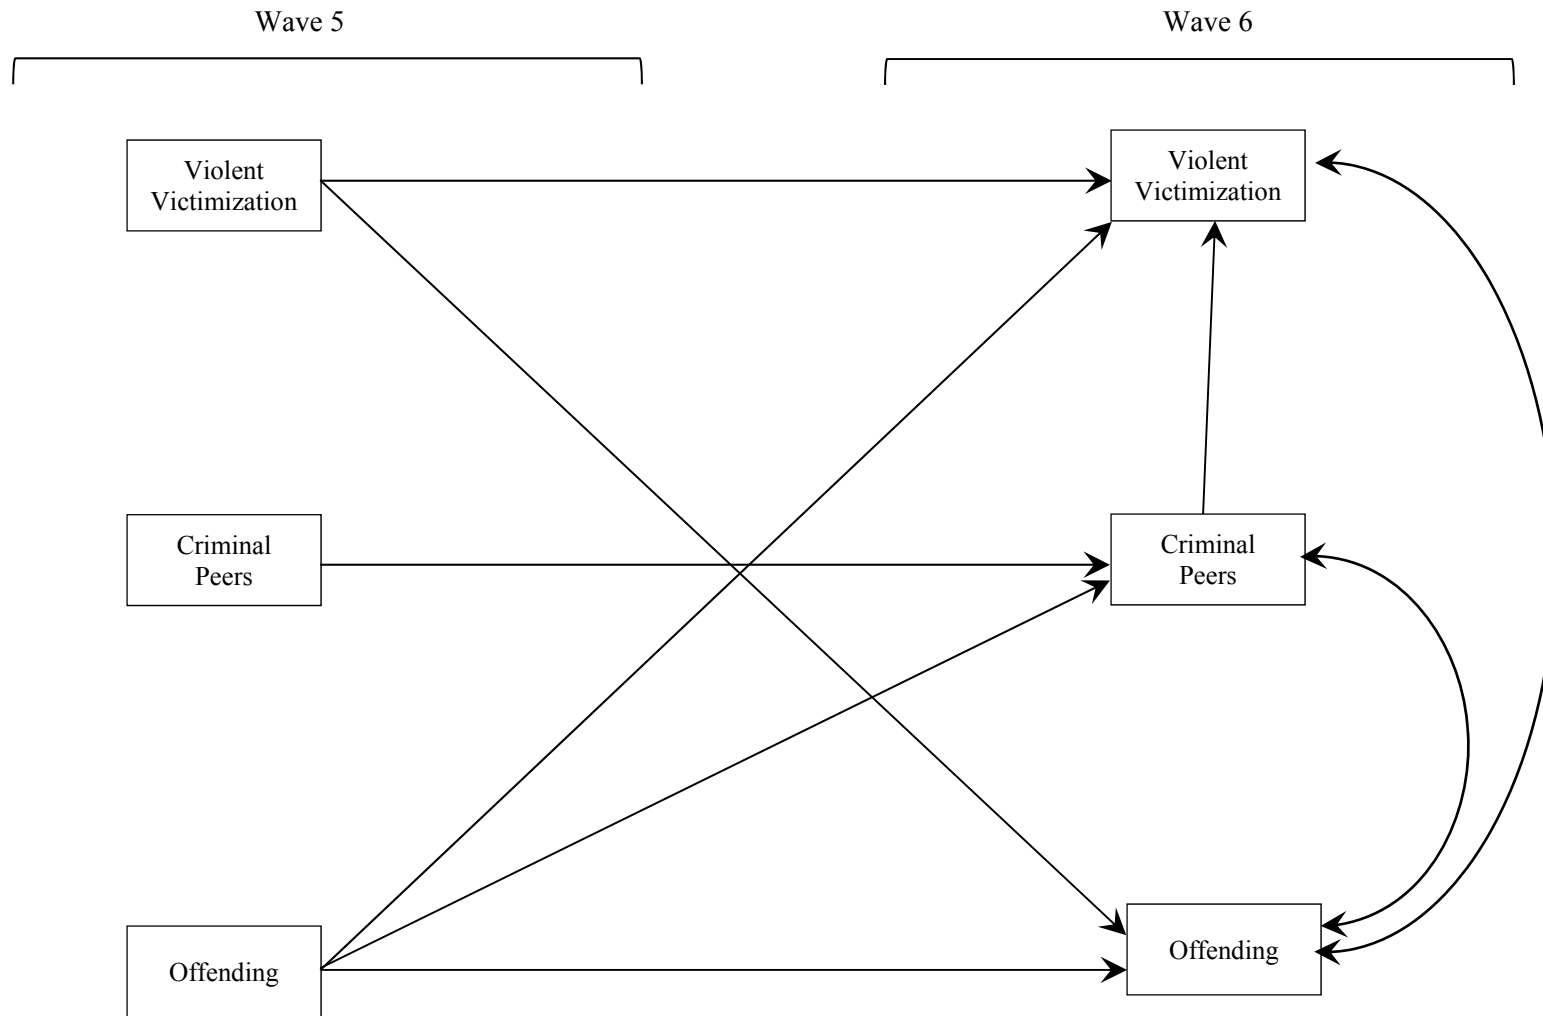 Wave 5
Wave 6
Violent
Victimization
Violent
Victimization
Criminal
Peers
Criminal
Peers
Offending
Offending